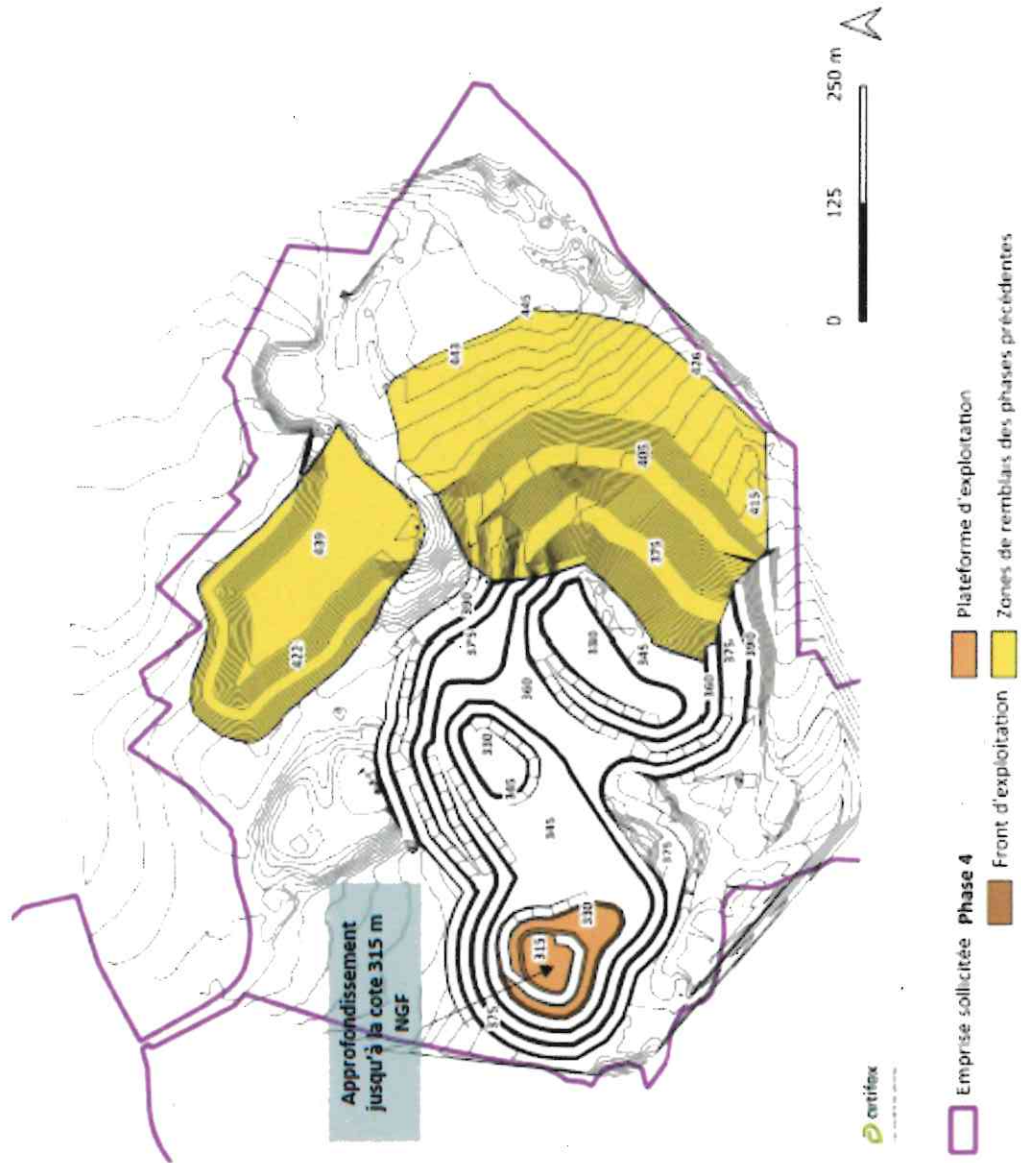 Approfondissement
jusqu'à la cote 315 m
NGF
439
422
443
445
426
405
415
375
390
375
360
330
345
375
390
360
330
345
345
375
330
315
375
0 125 250 m
artifex
Emprise sollicitée
Phase 4
Plateforme d'exploitation
Front d'exploitation
Zones de remblais des phases précédentes